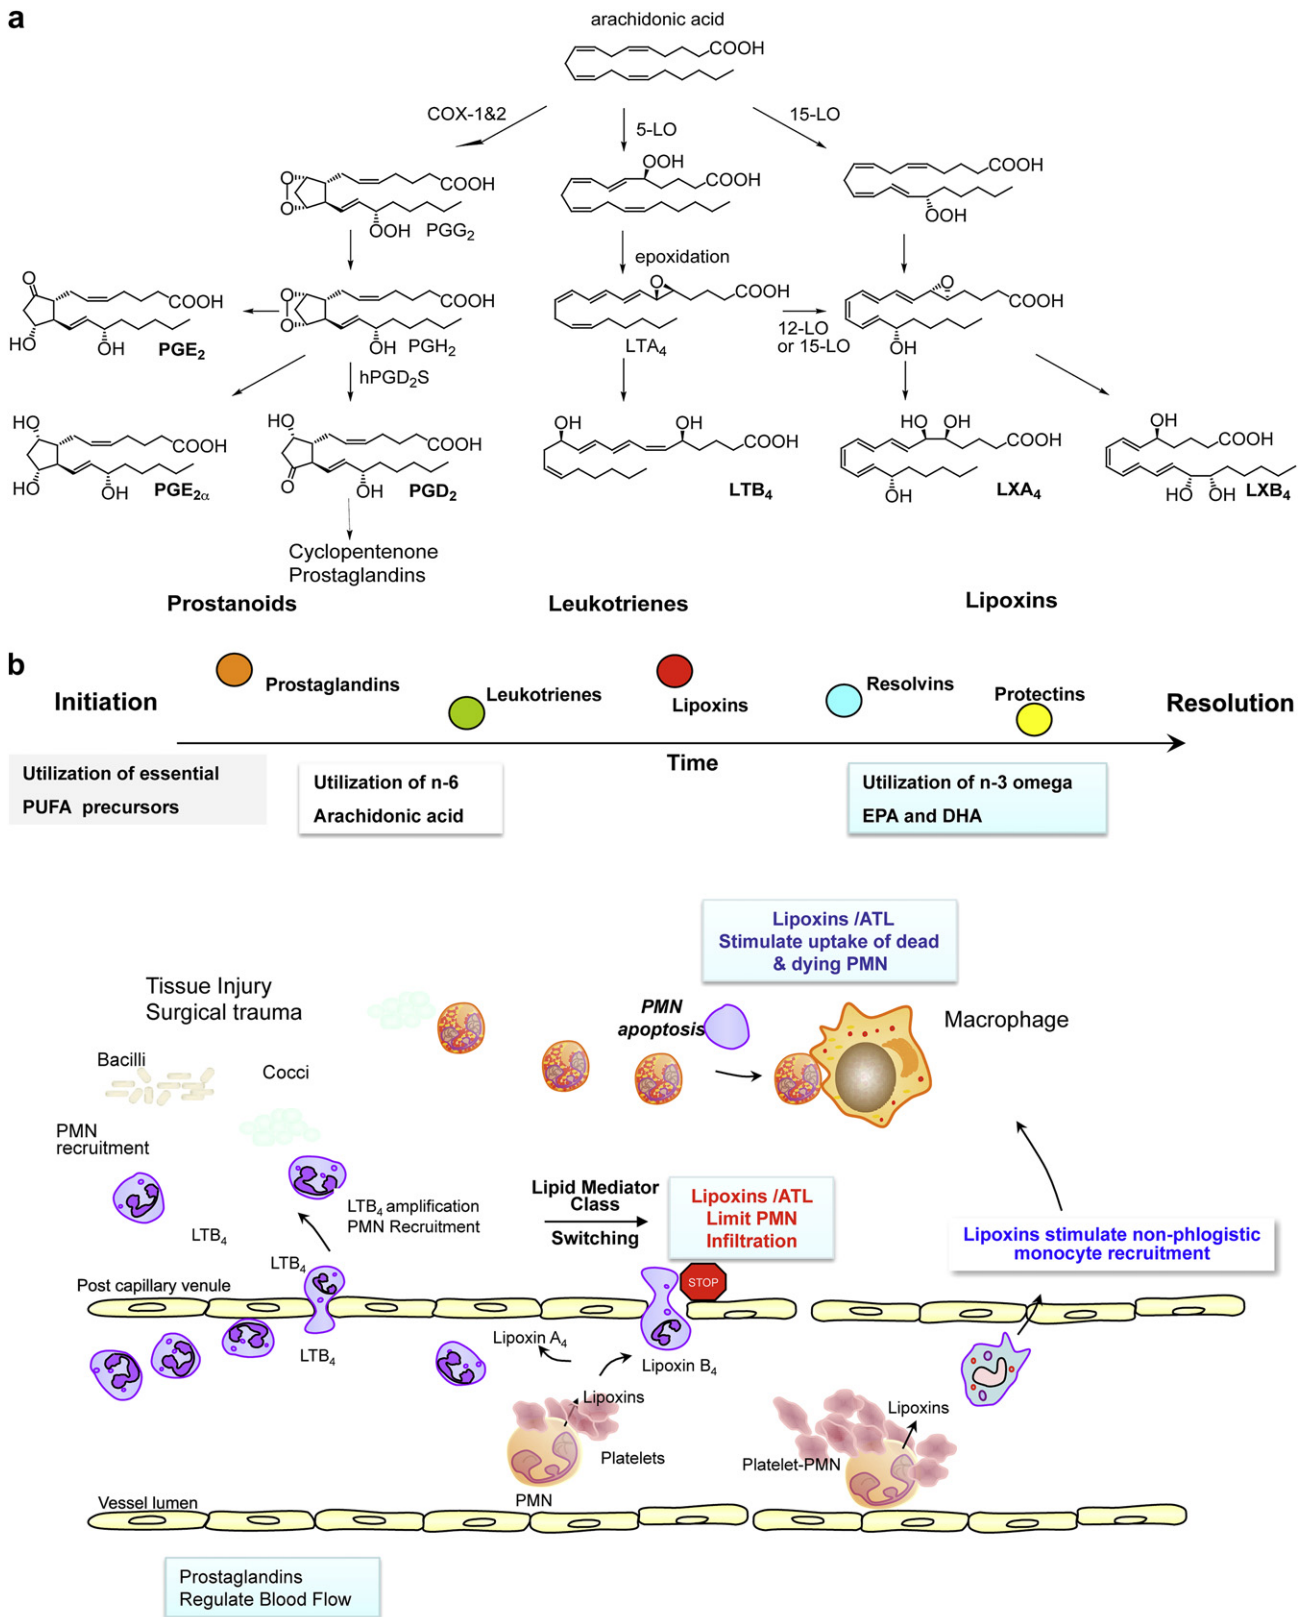 a
arachidonic acid
COOH
COX-1&2
5-LO
15-LO
O
O
COOH
OOH
PGG2
OOH
COOH
COOH
OOH
epoxidation
O
COOH
HO
OH
PGE2
O
O
COOH
OH
PGH2
O
COOH
LTA4
12-LO
or 15-LO
O
COOH
OH
hPGD2S
HO
COOH
HO
OH
PGE2α
HO
COOH
O
OH
PGD2
OH
OH
COOH
LTB4
OH OH
COOH
OH
LXA4
OH
COOH
HO OH
LXB4
Cyclopentenone
Prostaglandins
Prostanoids
Leukotrienes
Lipoxins
b
Initiation
Prostaglandins
Leukotrienes
Lipoxins
Resolvins
Protectins
Resolution
Time
Utilization of essential
PUFA precursors
Utilization of n-6
Arachidonic acid
Utilization of n-3 omega
EPA and DHA
Lipoxins /ATL
Stimulate uptake of dead
& dying PMN
Tissue Injury
Surgical trauma
PMN
apoptosis
Macrophage
Bacilli
Cocci
PMN
recruitment
LTB4
LTB4 amplification
PMN Recruitment
Lipid Mediator
Class
Switching
Lipoxins /ATL
Limit PMN
Infiltration
Lipoxins stimulate non-phlogistic
monocyte recruitment
LTB4
STOP
Post capillary venule
LTB4
Lipoxin A4
Lipoxin B4
Lipoxins
Platelets
PMN
Lipoxins
Platelet-PMN
Vessel lumen
Prostaglandins
Regulate Blood Flow